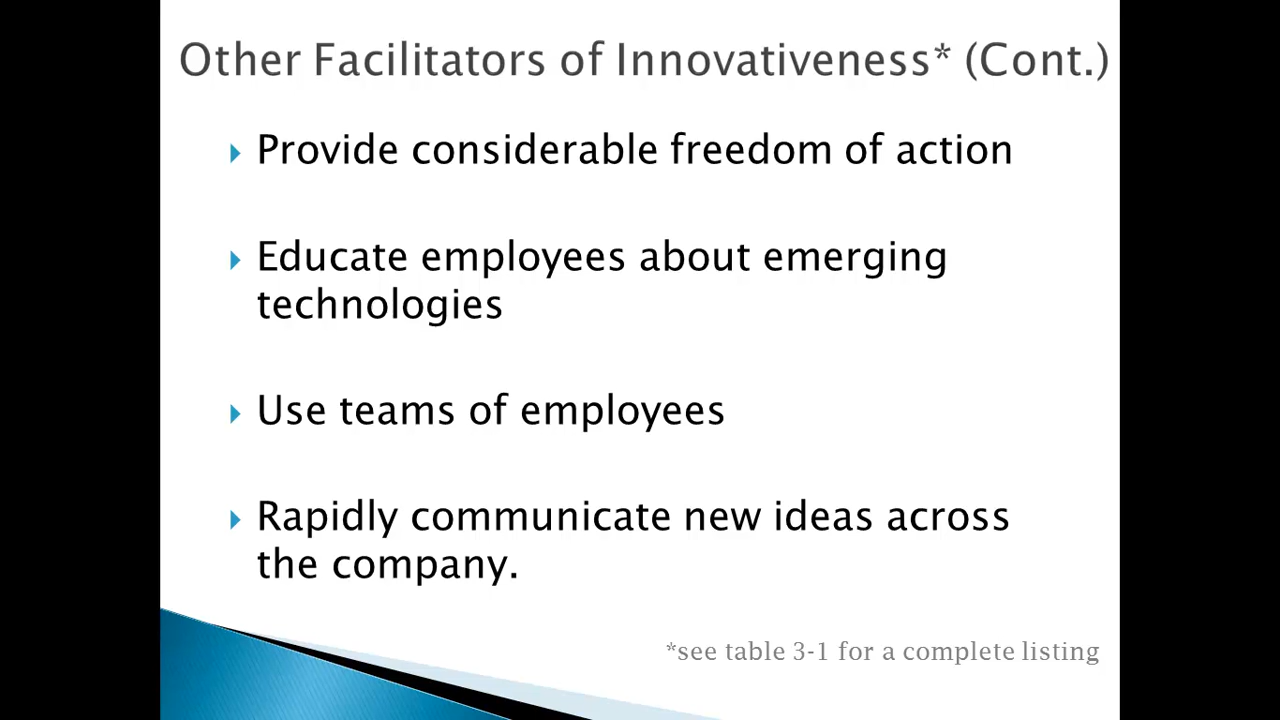 Other Facilitators of Innovativeness* (Cont.)
Provide considerable freedom of action
Educate employees about emerging
technologies
Use teams of employees
Rapidly communicate new ideas across
the company.
*see table 3-1 for a complete listing